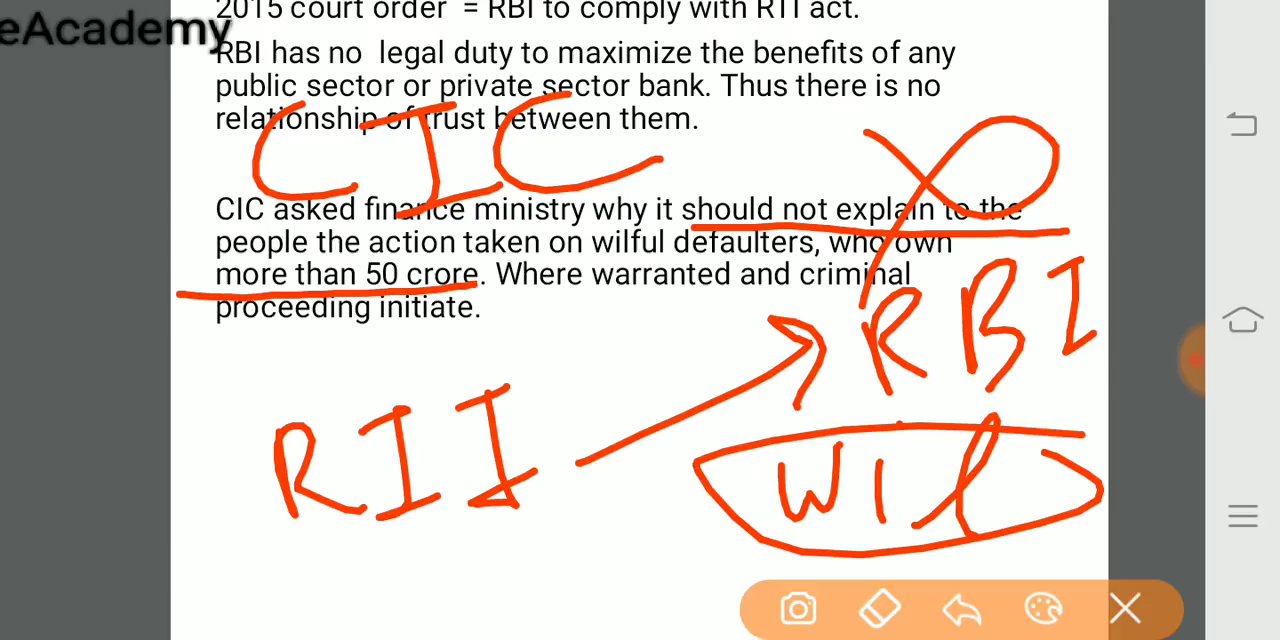 2015 court order = RBI to comply with RTI act.
eAcademy
RBI has no legal duty to maximize the benefits of any
public sector or private sector bank. Thus there is no
relationship of trust between them.
CIC
CIC asked finance ministry why it should not explain to the
people the action taken on wilful defaulters, who own
more than 50 crore. Where warranted and criminal
proceeding initiate.
RBI
RII
Wil